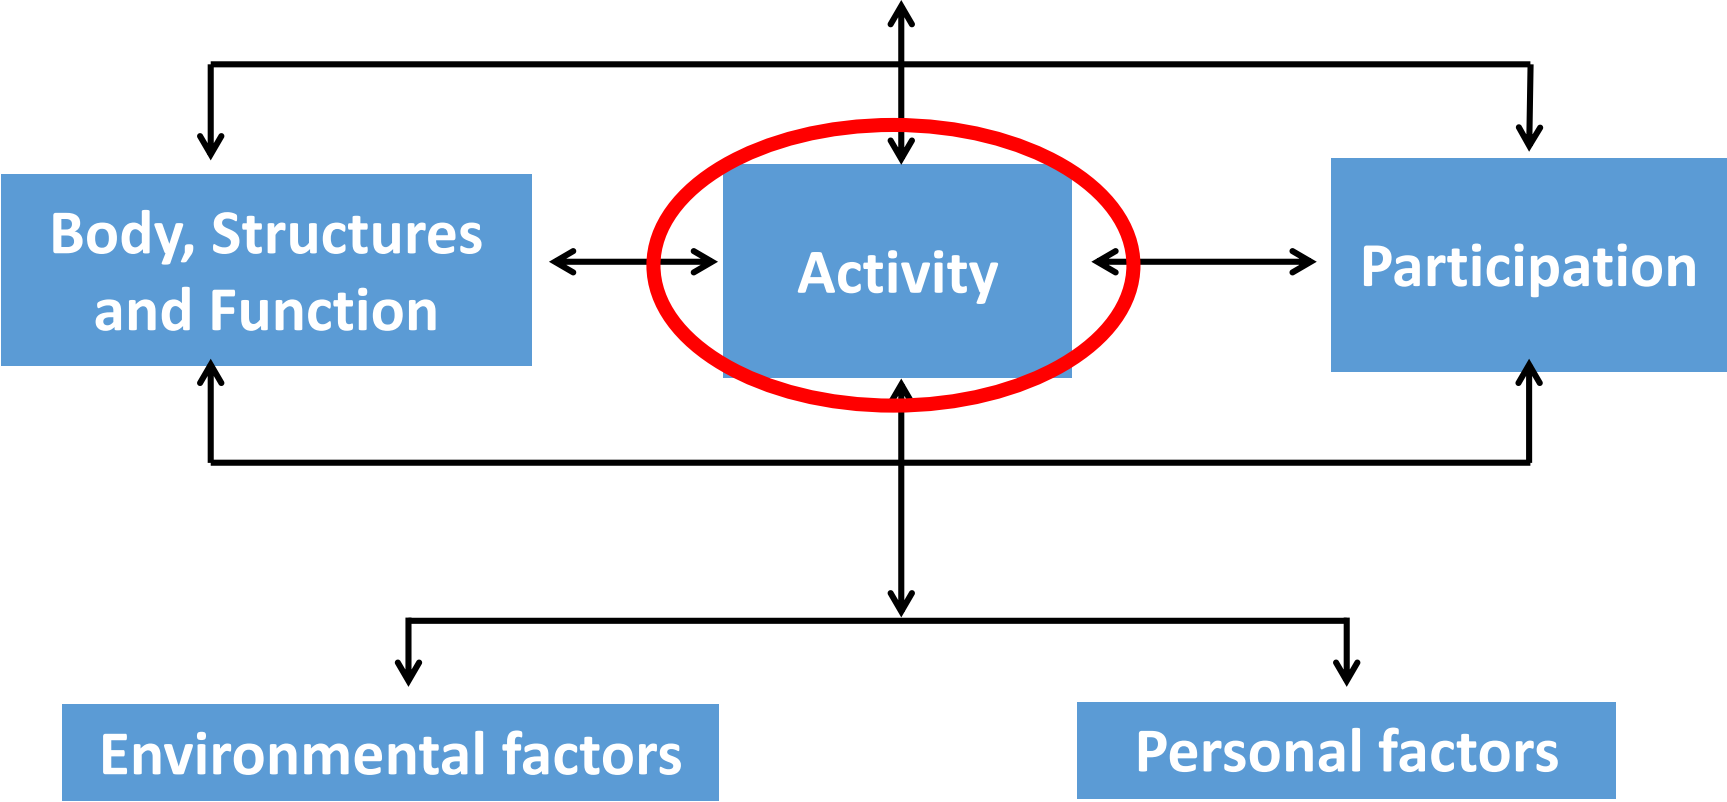 Body, Structures
and Function
Activity
Participation
Environmental factors
Personal factors